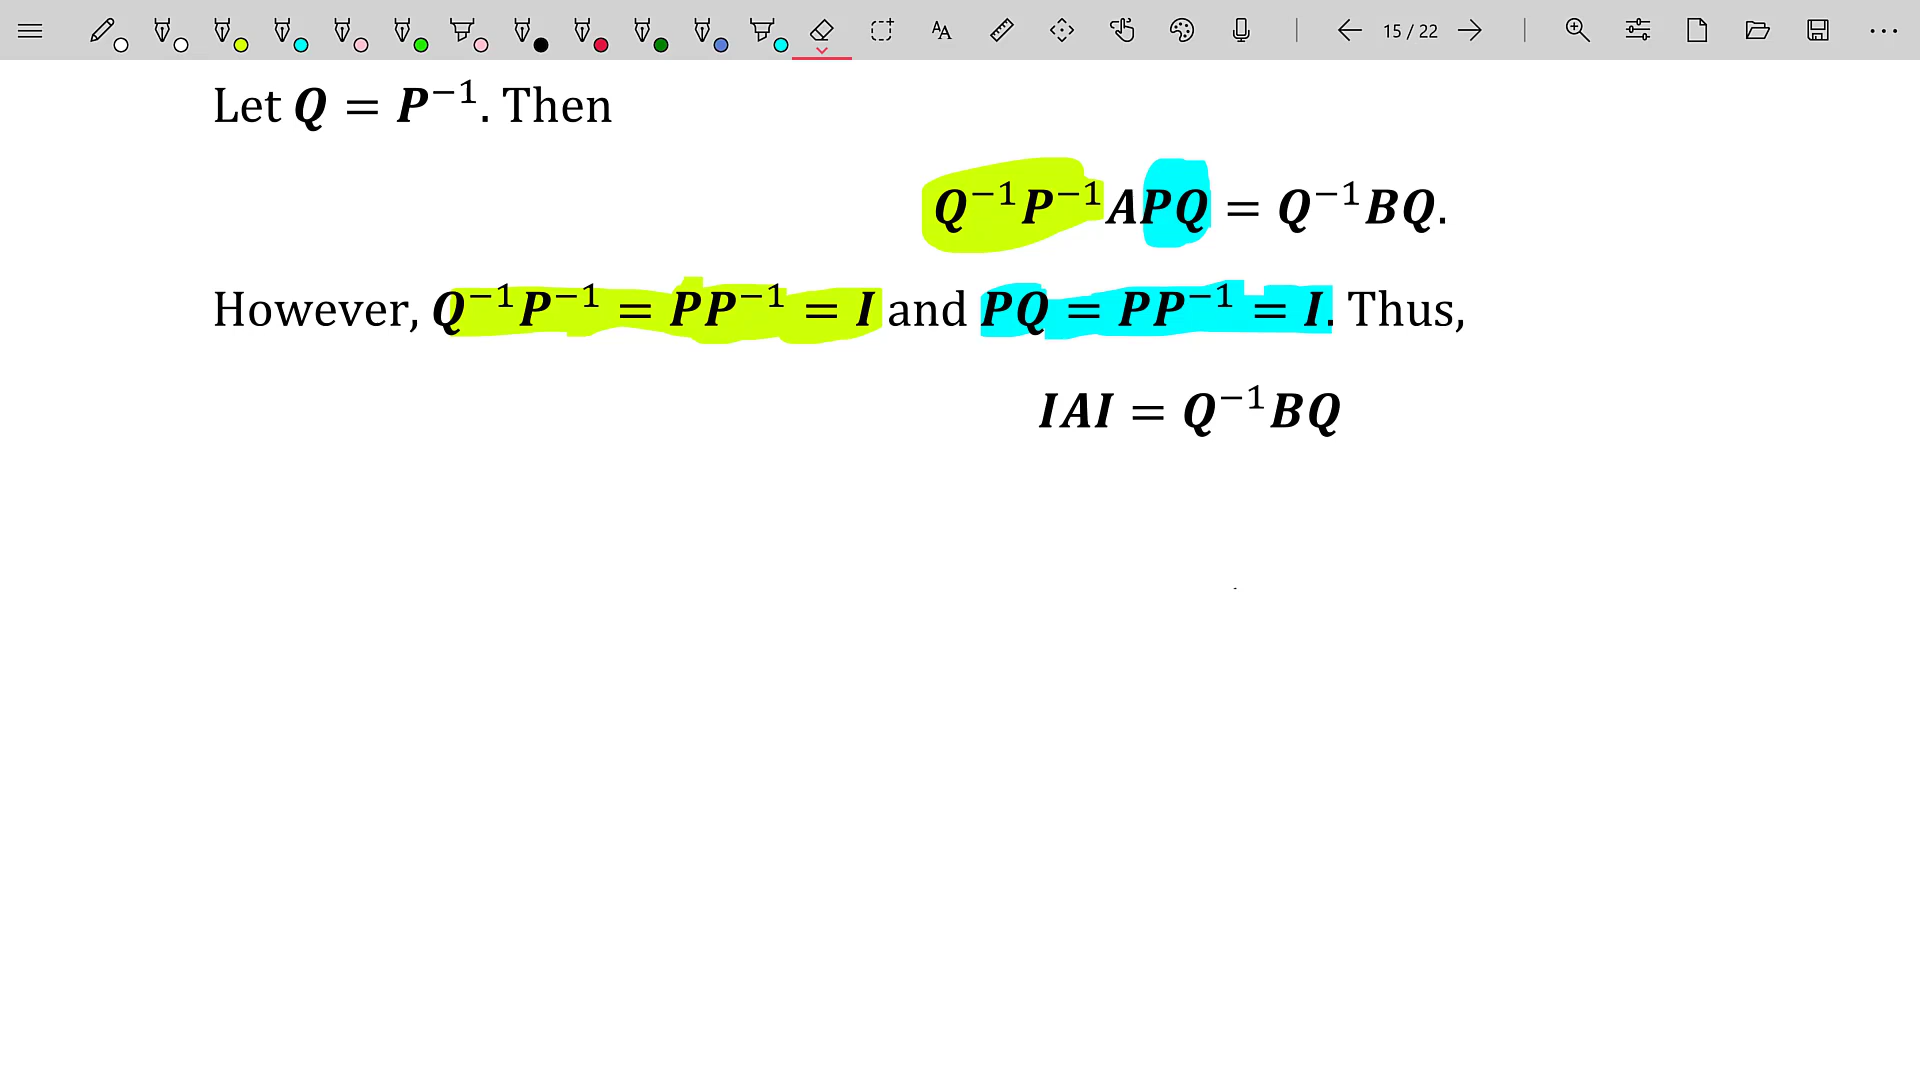 15 / 22
Let Q = P⁻¹. Then
Q⁻¹P⁻¹APQ = Q⁻¹BQ.
However, Q⁻¹P⁻¹ = PP⁻¹ = I and PQ = PP⁻¹ = I. Thus,
IAI = Q⁻¹BQ